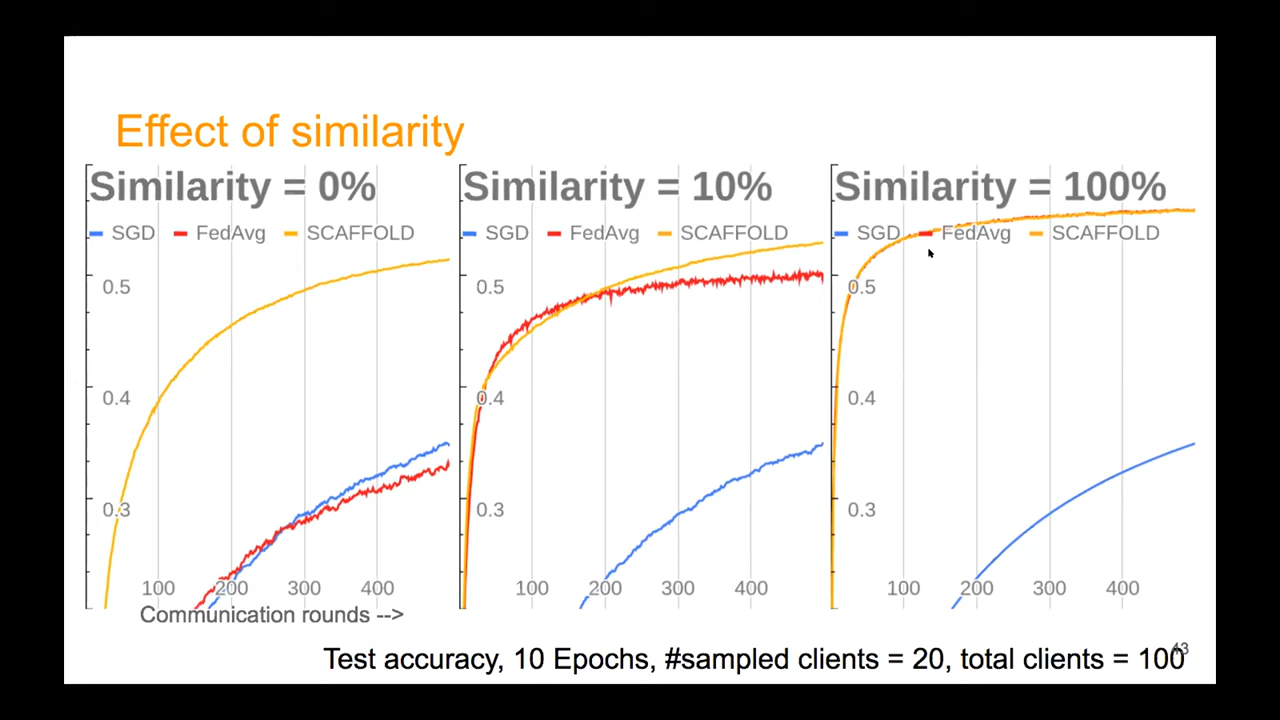 Effect of similarity
Similarity = 0%
SGD FedAvg SCAFFOLD
0.5
0.4
0.3
100 200 300 400
Communication rounds -->
Similarity = 10%
SGD FedAvg SCAFFOLD
0.5
0.4
0.3
100 200 300 400
Similarity = 100%
SGD FedAvg SCAFFOLD
0.5
0.4
0.3
100 200 300 400
Test accuracy, 10 Epochs, #sampled clients = 20, total clients = 100
43